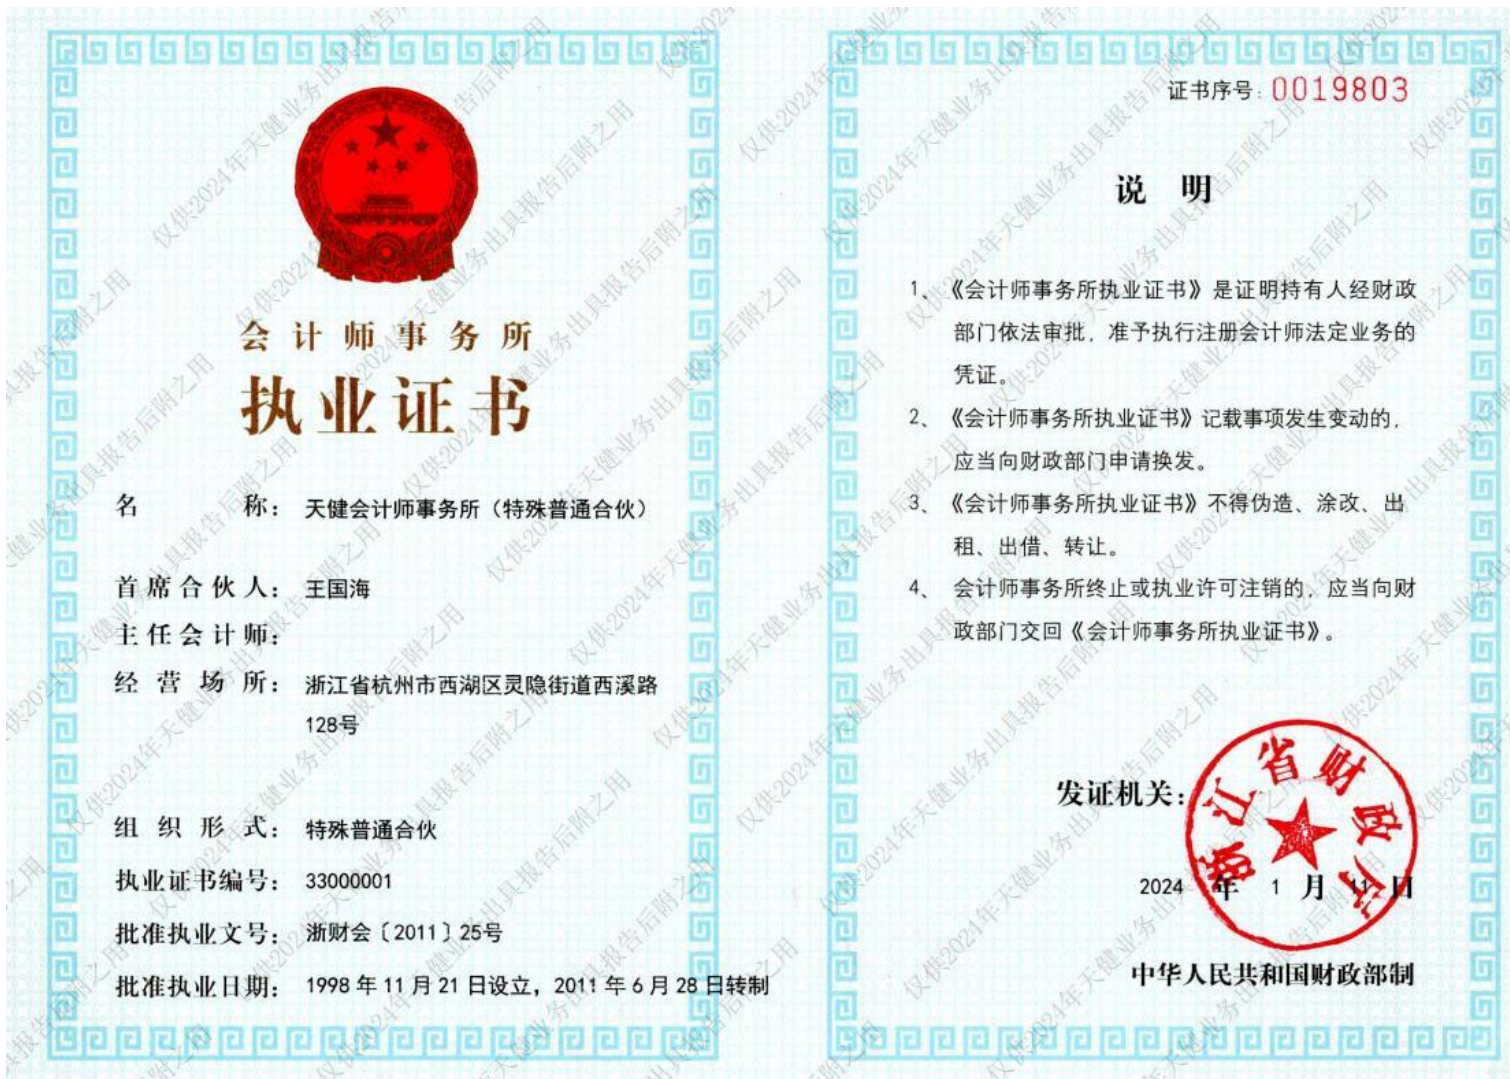 会计师事务所
执业证书
名称：天健会计师事务所（特殊普通合伙）
首席合伙人：王国海
主任会计师：
经营场所：浙江省杭州市西湖区灵隐街道西溪路
128号
组织形式：特殊普通合伙
执业证书编号：33000001
批准执业文号：浙财会〔2011〕25号
批准执业日期：1998年11月21日设立，2011年6月28日转制
证书序号：0019803
说 明
1、《会计师事务所执业证书》是证明持有人经财政
部门依法审批，准予执行注册会计师法定业务的
凭证。
2、《会计师事务所执业证书》记载事项发生变动的，
应当向财政部门申请换发。
3、《会计师事务所执业证书》不得伪造、涂改、出
租、出借、转让。
4、会计师事务所终止或执业许可注销的，应当向财
政部门交回《会计师事务所执业证书》。
发证机关：
浙江省财政厅
2024年1月11日
中华人民共和国财政部制
仅供2024年天健业务出具报告后附之用